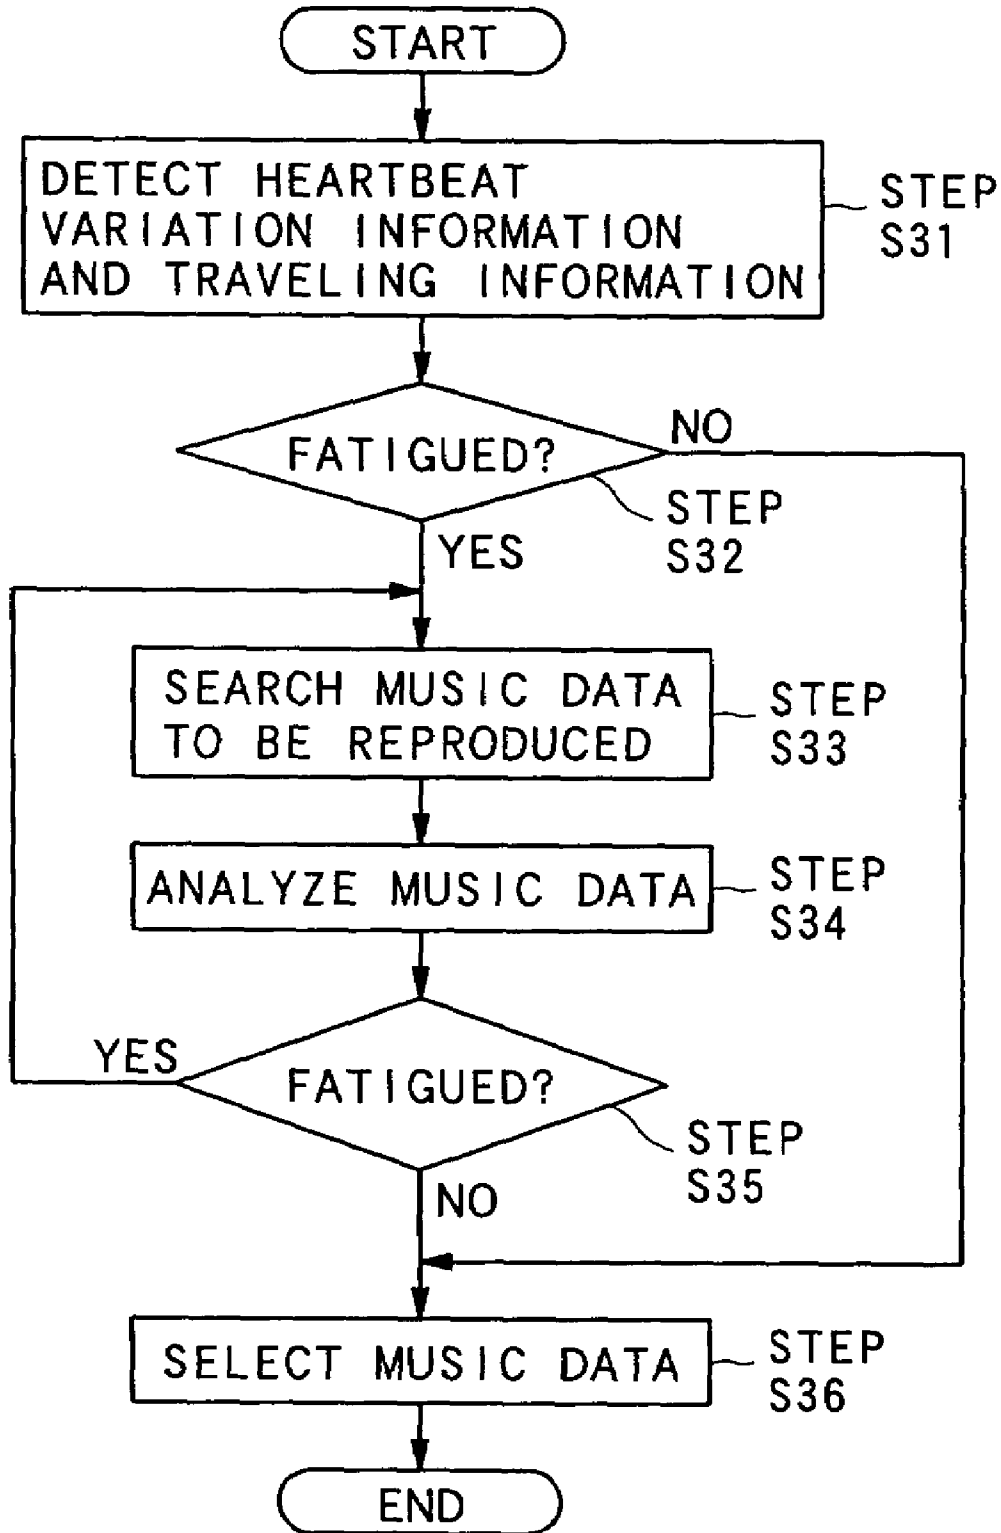 START
DETECT HEARTBEAT
VARIATION INFORMATION
AND TRAVELING INFORMATION
STEP
S31
FATIGUED?
NO
STEP
S32
YES
SEARCH MUSIC DATA
TO BE REPRODUCED
STEP
S33
ANALYZE MUSIC DATA
STEP
S34
YES
FATIGUED?
STEP
S35
NO
SELECT MUSIC DATA
STEP
S36
END